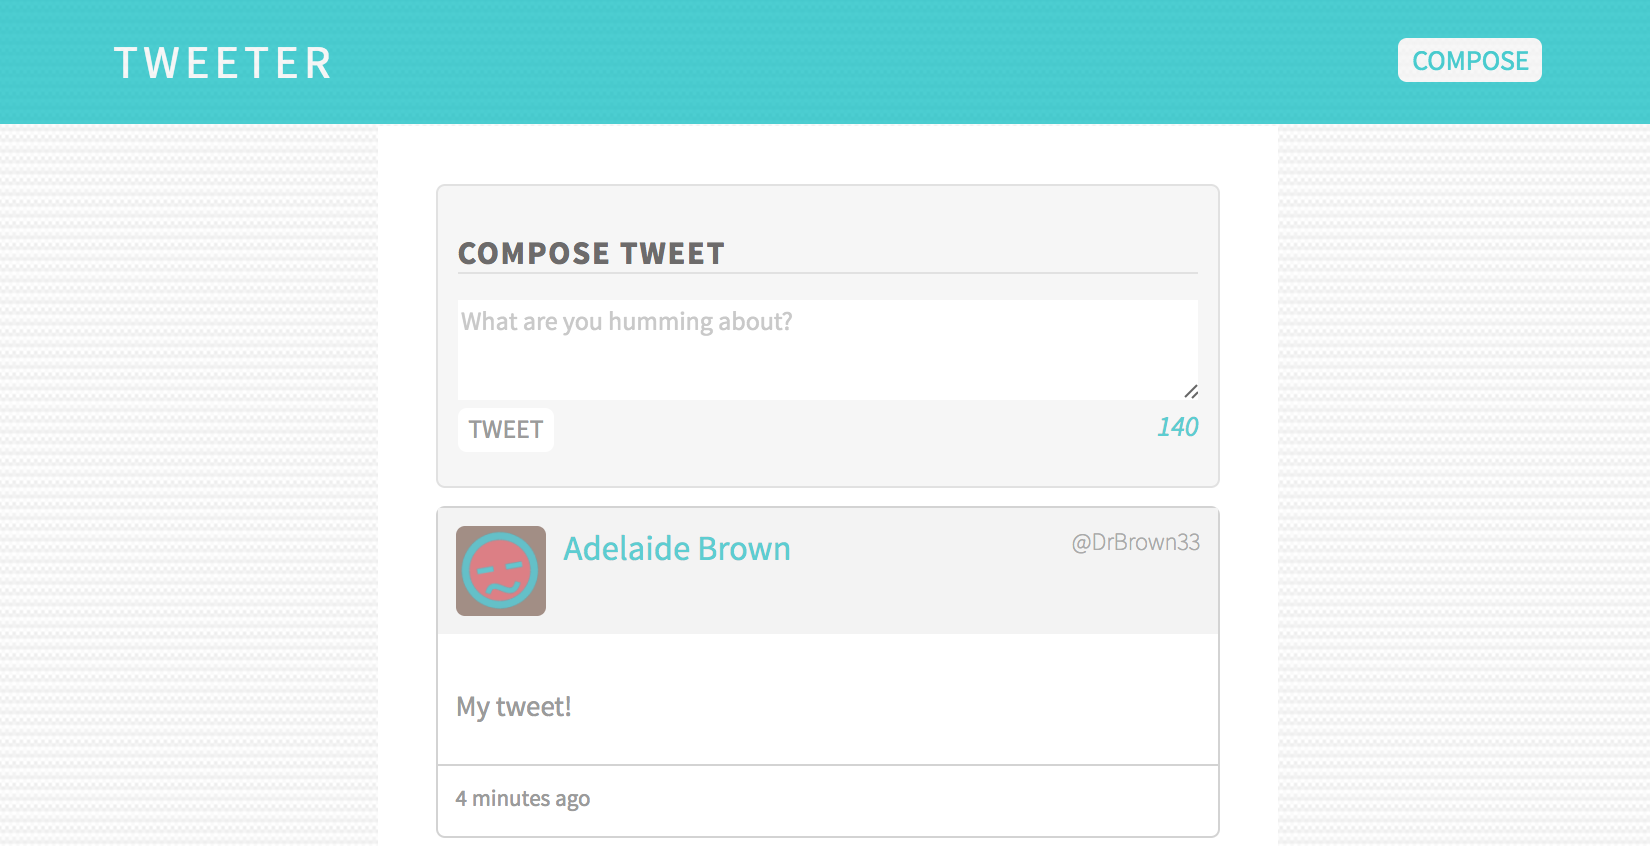 TWEETER
COMPOSE
COMPOSE TWEET
What are you humming about?
TWEET
140
Adelaide Brown
@DrBrown33
My tweet!
4 minutes ago